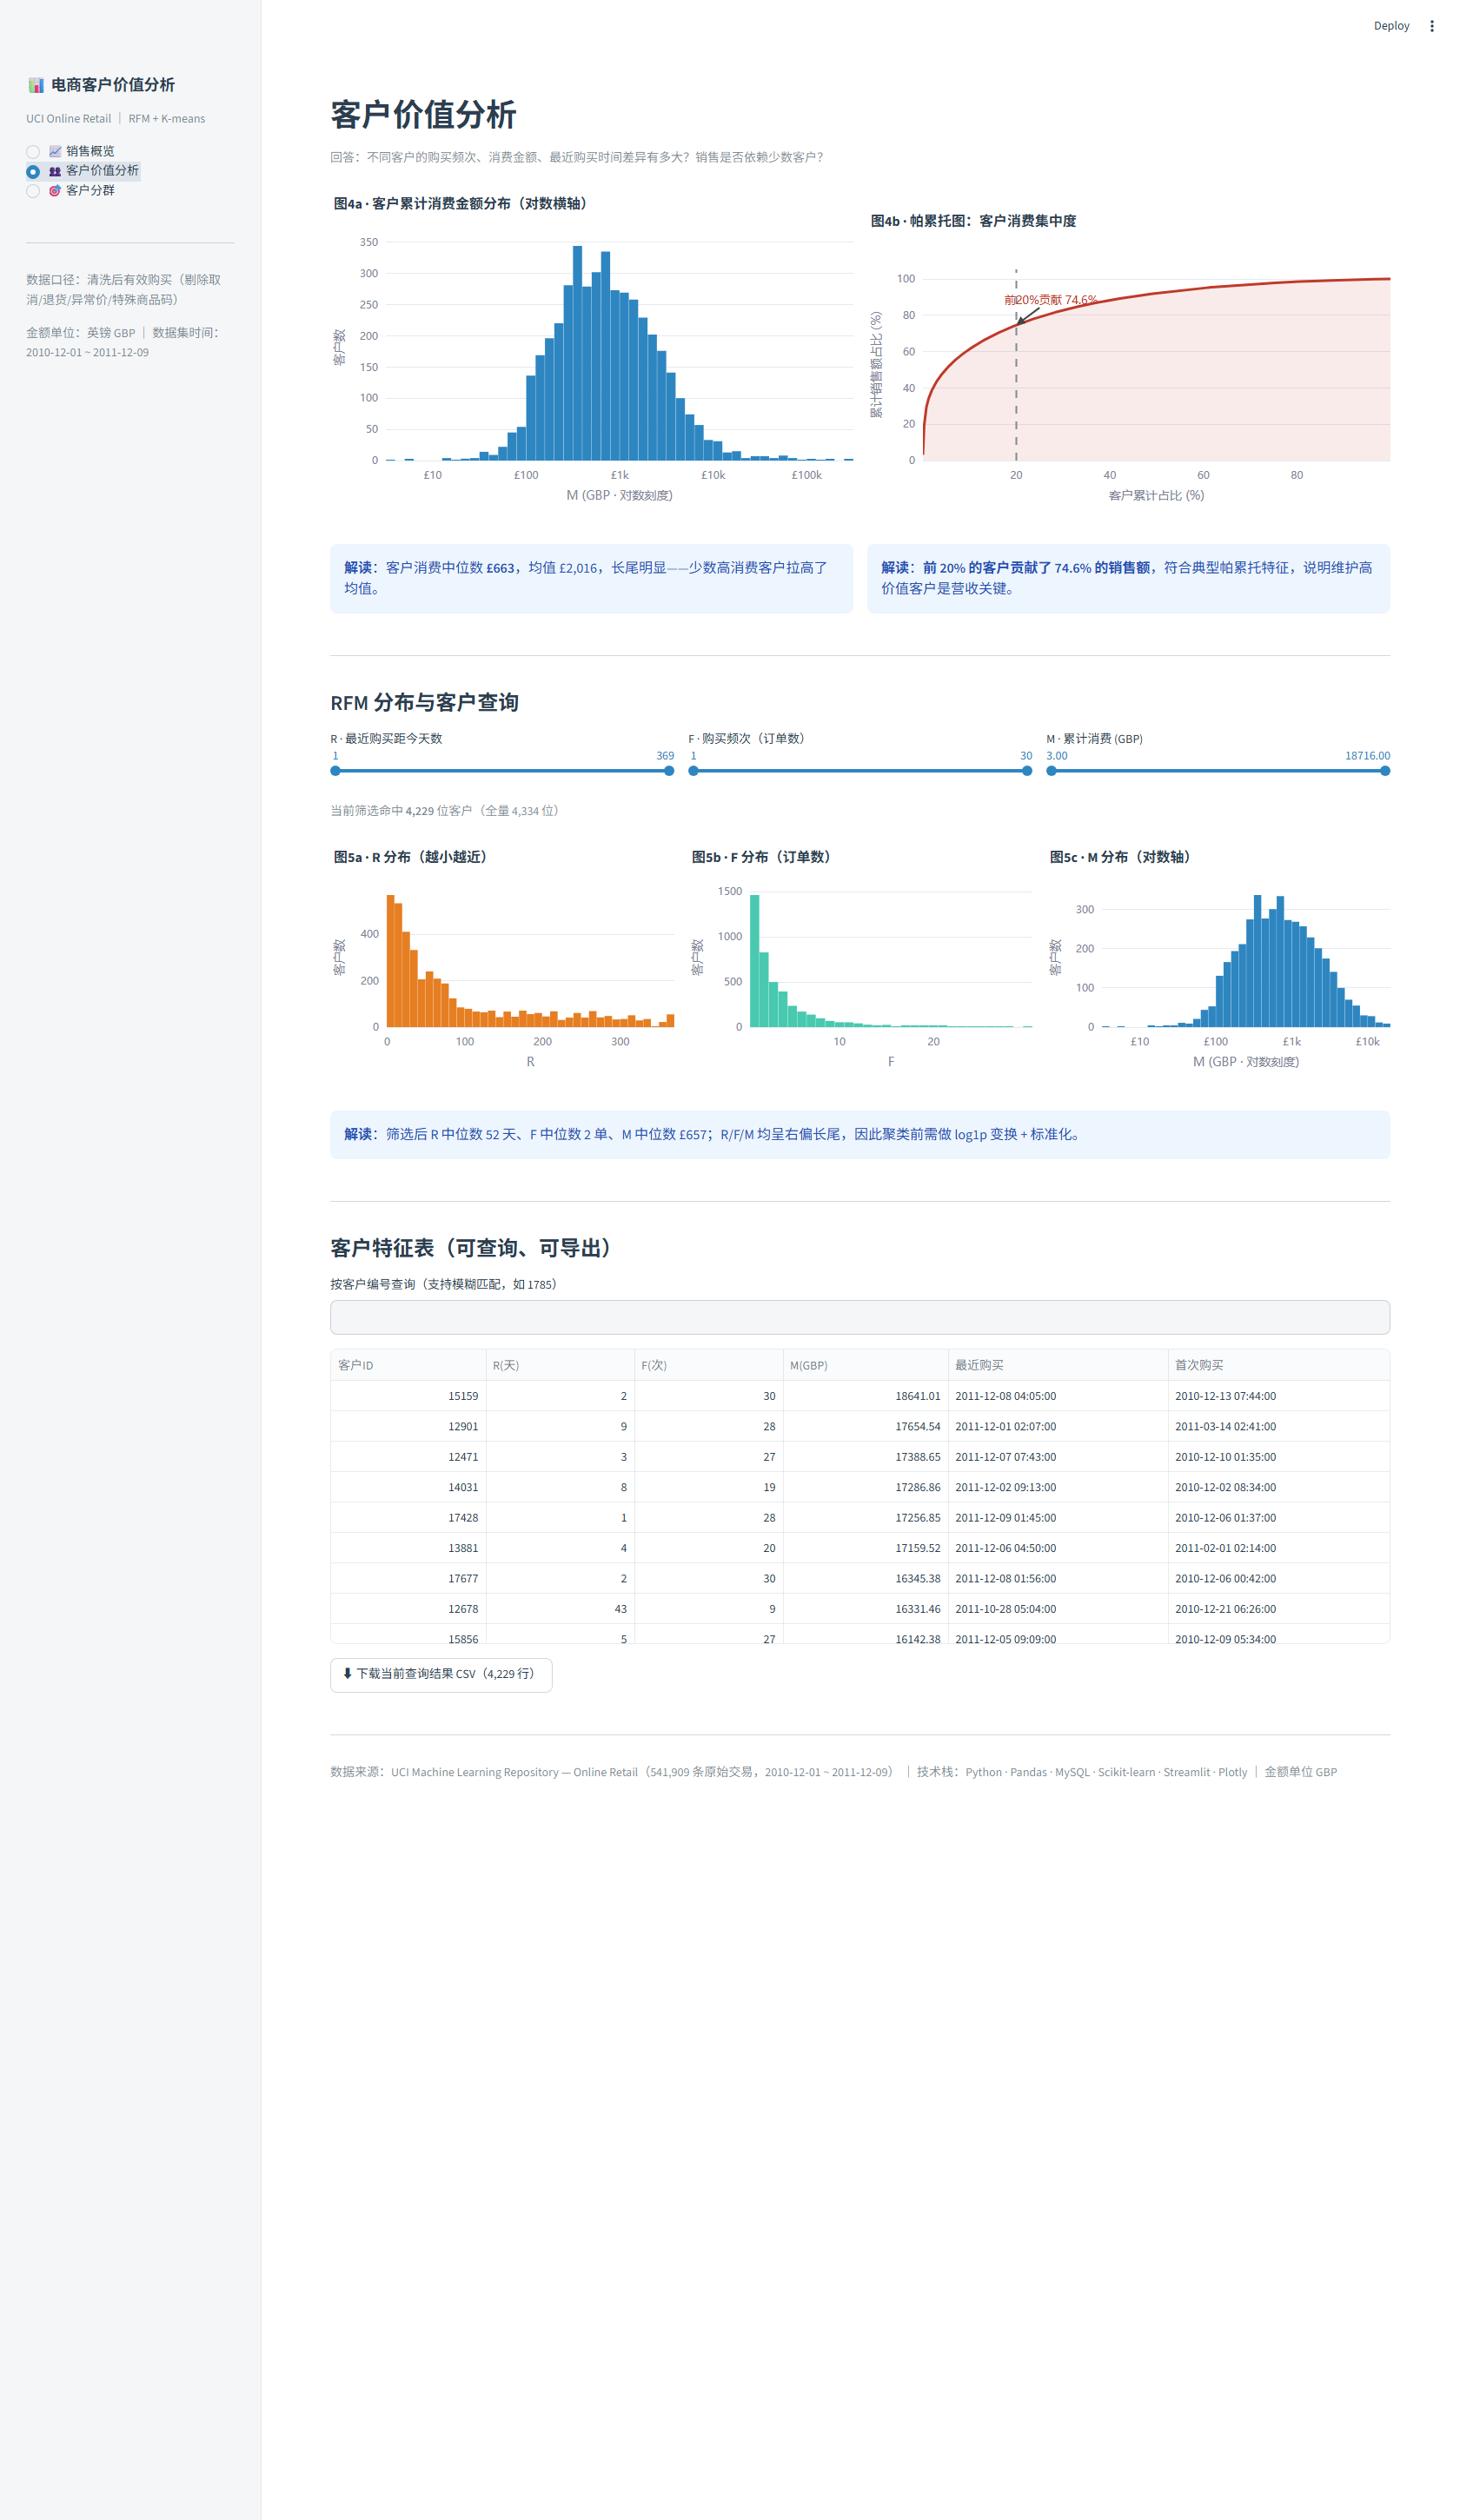 Deploy
📊 电商客户价值分析
UCI Online Retail ｜ RFM + K-means
📈 销售概览
👥 客户价值分析
🎯 客户分群
数据口径：清洗后有效购买（剔除取
消/退货/异常价/特殊商品码）
金额单位：英镑 GBP ｜ 数据集时间：
2010-12-01 ~ 2011-12-09
客户价值分析
回答：不同客户的购买频次、消费金额、最近购买时间差异有多大？销售是否依赖少数客户？
图4a · 客户累计消费金额分布（对数横轴）
350
300
250
200
150
100
50
0
客户数
£10 £100 £1k £10k £100k
M (GBP · 对数刻度)
图4b · 帕累托图：客户消费集中度
100
80
60
40
20
0
累计销售额占比 (%)
前20%贡献 74.6%
20 40 60 80
客户累计占比 (%)
解读：客户消费中位数 £663，均值 £2,016，长尾明显——少数高消费客户拉高了
均值。
解读：前 20% 的客户贡献了 74.6% 的销售额，符合典型帕累托特征，说明维护高
价值客户是营收关键。
RFM 分布与客户查询
R · 最近购买距今天数
1 369
F · 购买频次（订单数）
1 30
M · 累计消费 (GBP)
3.00 18716.00
当前筛选命中 4,229 位客户（全量 4,334 位）
图5a · R 分布（越小越近）
400
200
0
客户数
0 100 200 300
R
图5b · F 分布（订单数）
1500
1000
500
0
客户数
10 20
F
图5c · M 分布（对数轴）
300
200
100
0
客户数
£10 £100 £1k £10k
M (GBP · 对数刻度)
解读：筛选后 R 中位数 52 天、F 中位数 2 单、M 中位数 £657；R/F/M 均呈右偏长尾，因此聚类前需做 log1p 变换 + 标准化。
客户特征表（可查询、可导出）
按客户编号查询（支持模糊匹配，如 1785）
客户ID R(天) F(次) M(GBP) 最近购买 首次购买
15159 2 30 18641.01 2011-12-08 04:05:00 2010-12-13 07:44:00
12901 9 28 17654.54 2011-12-01 02:07:00 2011-03-14 02:41:00
12471 3 27 17388.65 2011-12-07 07:43:00 2010-12-10 01:35:00
14031 8 19 17286.86 2011-12-02 09:13:00 2010-12-02 08:34:00
17428 1 28 17256.85 2011-12-09 01:45:00 2010-12-06 01:37:00
13881 4 20 17159.52 2011-12-06 04:50:00 2011-02-01 02:14:00
17677 2 30 16345.38 2011-12-08 01:56:00 2010-12-06 00:42:00
12678 43 9 16331.46 2011-10-28 05:04:00 2010-12-21 06:26:00
15856 5 27 16142.38 2011-12-05 09:09:00 2010-12-09 05:34:00
⬇ 下载当前查询结果 CSV（4,229 行）
数据来源：UCI Machine Learning Repository — Online Retail（541,909 条原始交易，2010-12-01 ~ 2011-12-09） ｜ 技术栈：Python · Pandas · MySQL · Scikit-learn · Streamlit · Plotly ｜ 金额单位 GBP